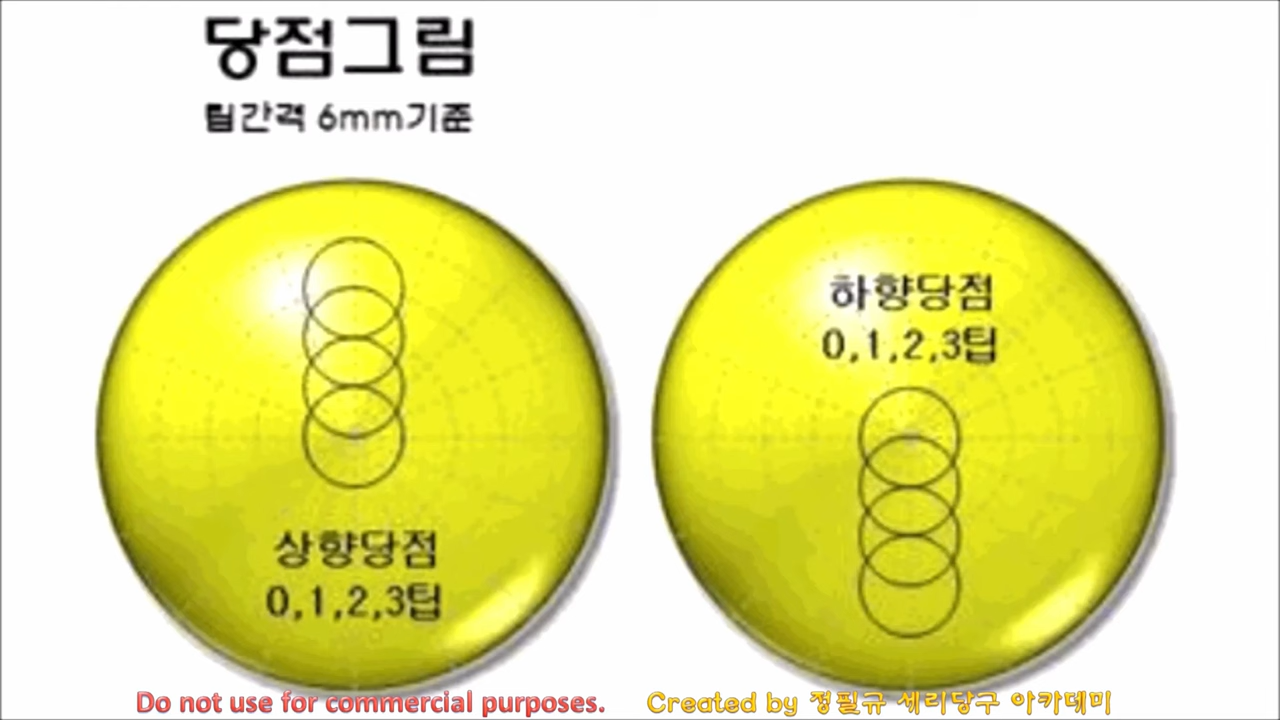 당점그림
팁간격 6mm기준
상향당점
0,1,2,3팁
하향당점
0,1,2,3팁
Do not use for commercial purposes.
Created by 정필규 세리당구 아카데미